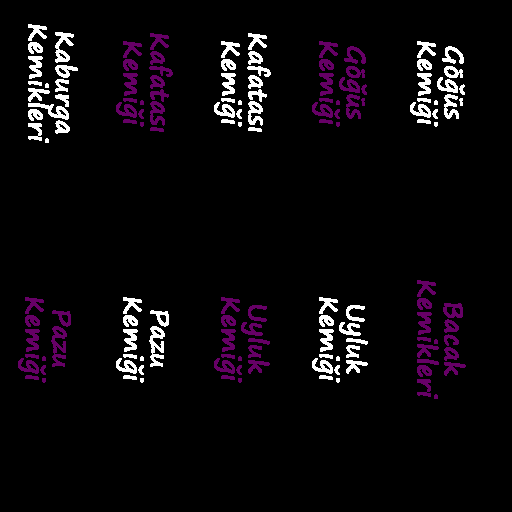 Kaburga
Kemikleri
Kafatası
Kemiği
Kafatası
Kemiği
Göğüs
Kemiği
Göğüs
Kemiği
Pazu
Kemiği
Pazu
Kemiği
Uyluk
Kemiği
Uyluk
Kemiği
Bacak
Kemikleri